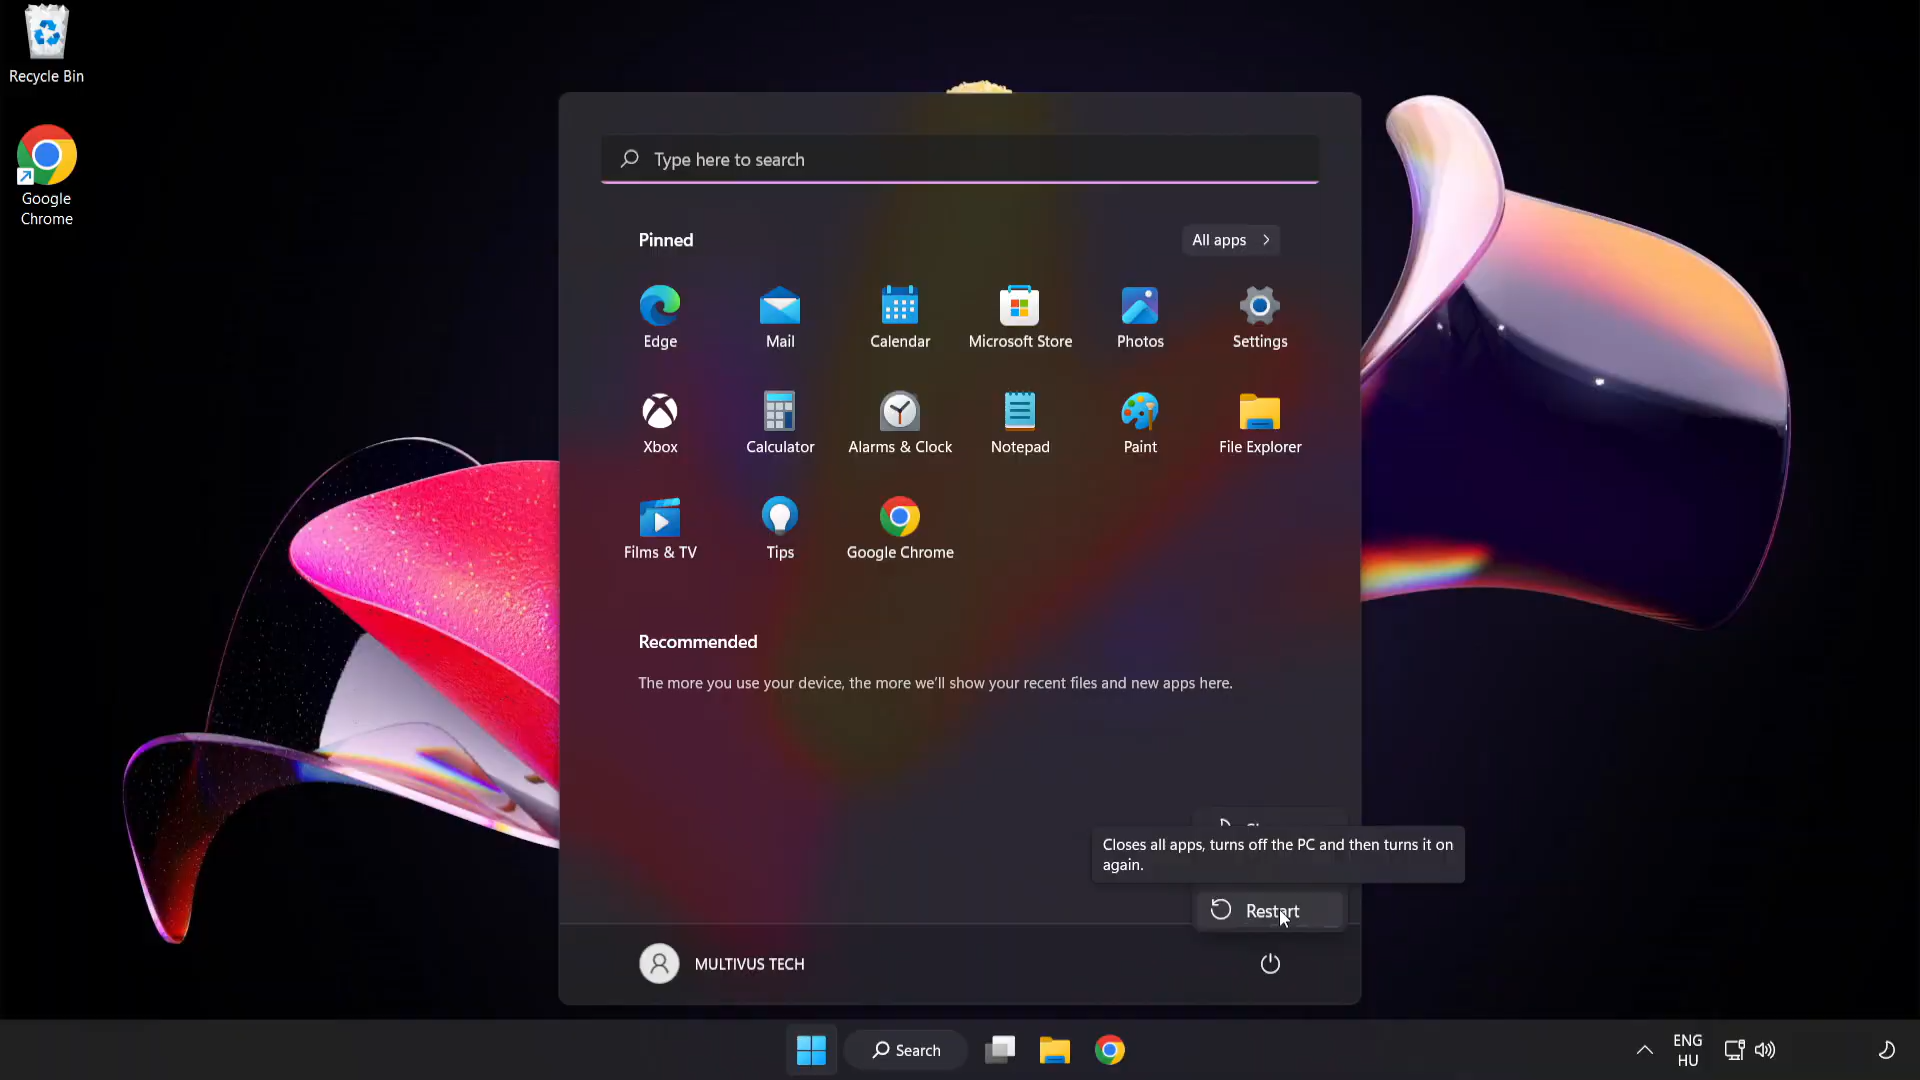 Recycle Bin
Google
Chrome
Type here to search
Pinned
All apps
Edge
Mail
Calendar
Microsoft Store
Photos
Settings
Xbox
Calculator
Alarms & Clock
Notepad
Paint
File Explorer
Films & TV
Tips
Google Chrome
Recommended
The more you use your device, the more we'll show your recent files and new apps here.
Closes all apps, turns off the PC and then turns it on
again.
Restart
MULTIVUS TECH
Search
ENG
HU